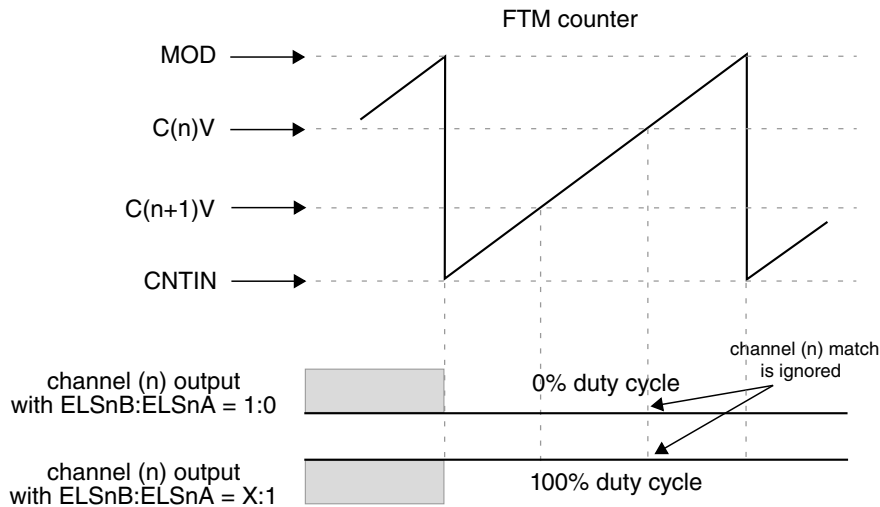 FTM counter
MOD
C(n)V
C(n+1)V
CNTIN
channel (n) match
is ignored
channel (n) output
with ELSnB:ELSnA = 1:0
0% duty cycle
channel (n) output
with ELSnB:ELSnA = X:1
100% duty cycle